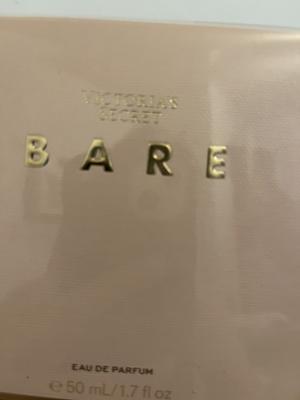 VICTORIA'S
SECRET
BARE
EAU DE PARFUM
℮ 50 mL/1.7 fl oz